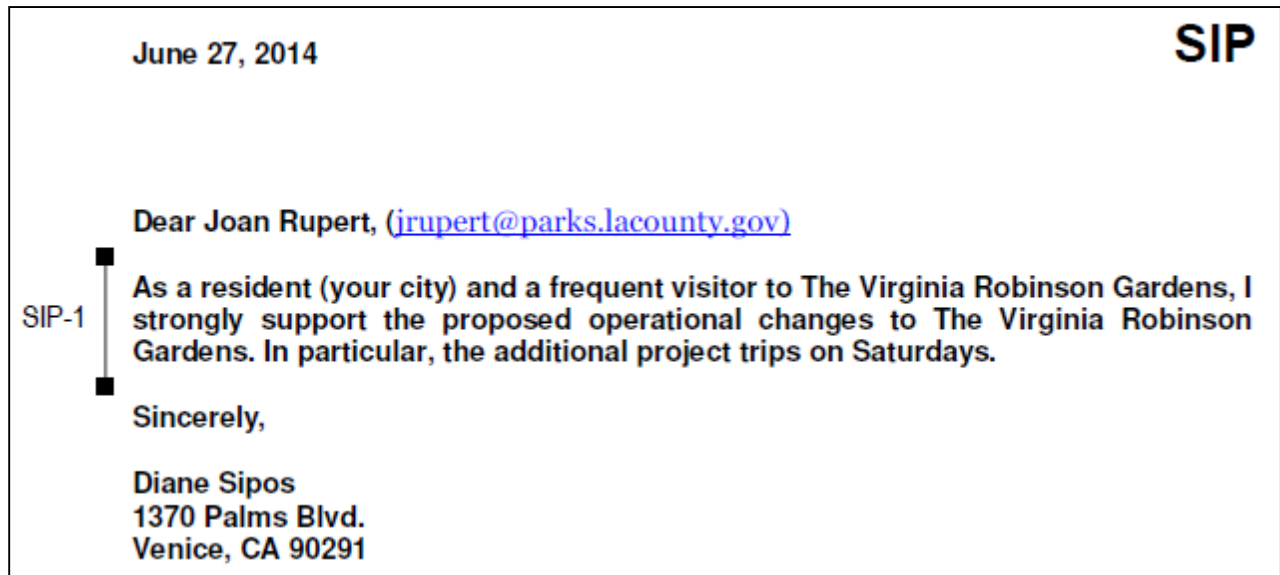 June 27, 2014
SIP
Dear Joan Rupert, (jrupert@parks.lacounty.gov)
SIP-1
As a resident (your city) and a frequent visitor to The Virginia Robinson Gardens, I
strongly support the proposed operational changes to The Virginia Robinson
Gardens. In particular, the additional project trips on Saturdays.
Sincerely,
Diane Sipos
1370 Palms Blvd.
Venice, CA 90291